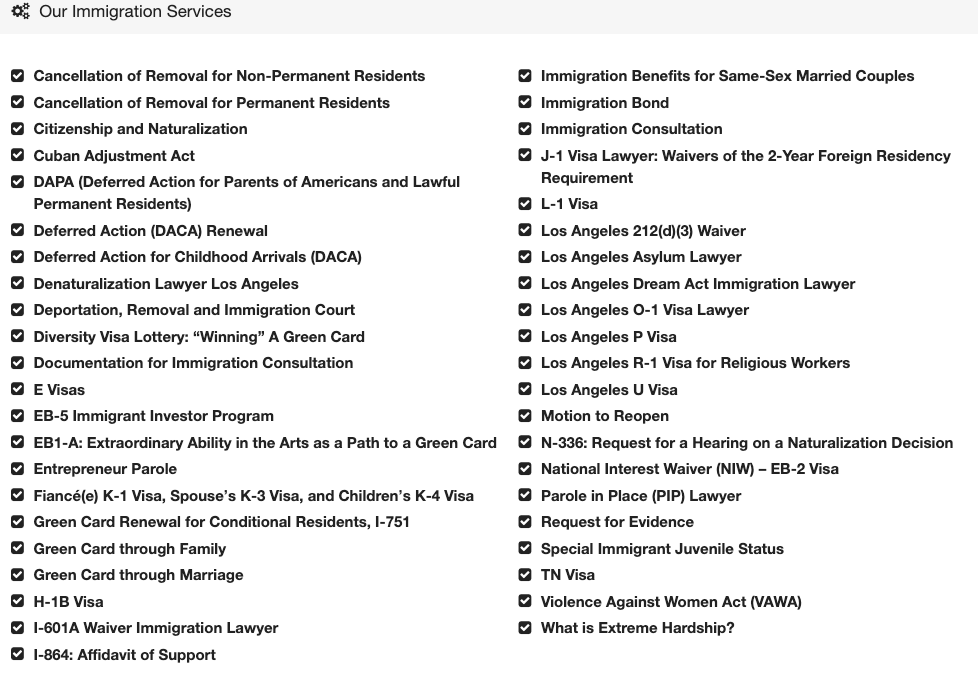 Our Immigration Services
Cancellation of Removal for Non-Permanent Residents
Cancellation of Removal for Permanent Residents
Citizenship and Naturalization
Cuban Adjustment Act
DAPA (Deferred Action for Parents of Americans and Lawful
Permanent Residents)
Deferred Action (DACA) Renewal
Deferred Action for Childhood Arrivals (DACA)
Denaturalization Lawyer Los Angeles
Deportation, Removal and Immigration Court
Diversity Visa Lottery: “Winning” A Green Card
Documentation for Immigration Consultation
E Visas
EB-5 Immigrant Investor Program
EB1-A: Extraordinary Ability in the Arts as a Path to a Green Card
Entrepreneur Parole
Fiancé(e) K-1 Visa, Spouse’s K-3 Visa, and Children’s K-4 Visa
Green Card Renewal for Conditional Residents, I-751
Green Card through Family
Green Card through Marriage
H-1B Visa
I-601A Waiver Immigration Lawyer
I-864: Affidavit of Support
Immigration Benefits for Same-Sex Married Couples
Immigration Bond
Immigration Consultation
J-1 Visa Lawyer: Waivers of the 2-Year Foreign Residency
Requirement
L-1 Visa
Los Angeles 212(d)(3) Waiver
Los Angeles Asylum Lawyer
Los Angeles Dream Act Immigration Lawyer
Los Angeles O-1 Visa Lawyer
Los Angeles P Visa
Los Angeles R-1 Visa for Religious Workers
Los Angeles U Visa
Motion to Reopen
N-336: Request for a Hearing on a Naturalization Decision
National Interest Waiver (NIW) – EB-2 Visa
Parole in Place (PIP) Lawyer
Request for Evidence
Special Immigrant Juvenile Status
TN Visa
Violence Against Women Act (VAWA)
What is Extreme Hardship?